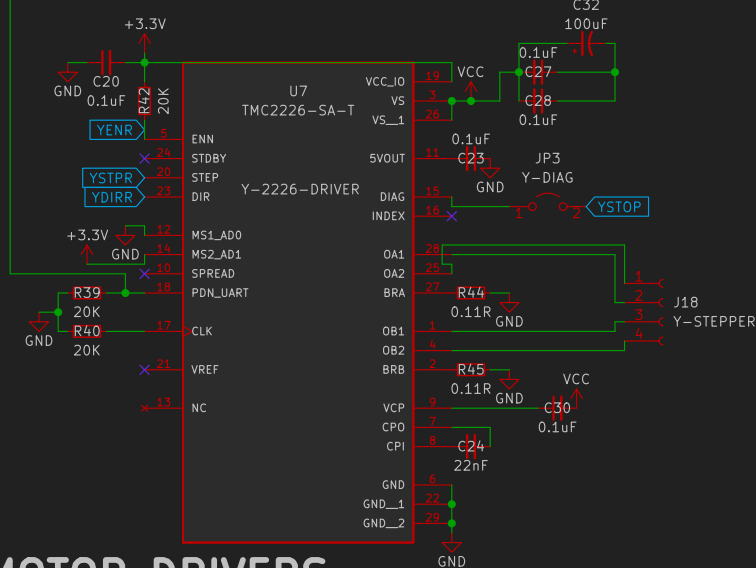 C32
100uF
+3.3V
0.1uF
C27
C28
0.1uF
VCC
GND
C20
0.1uF
R42
20K
U7
TMC2226-SA-T
Y-2226-DRIVER
VCC_IO 19
VS 3
VS__1 26
YENR 5 ENN
24 STDBY
5VOUT 11
0.1uF
C23
GND
JP3
Y-DIAG
YSTPR 20 STEP
YDIRR 23 DIR
DIAG 15
1 2 YSTOP
INDEX 16
+3.3V
GND
12 MS1_AD0
14 MS2_AD1
10 SPREAD
18 PDN_UART
OA1 28
OA2 25
BRA 27
R44
0.11R
GND
1
2
3
4
J18
Y-STEPPER
R39
20K
R40
20K
GND
17 CLK
OB1 1
OB2 4
21 VREF
BRB 2
R45
0.11R
GND
VCC
13 NC
VCP 9
C30
0.1uF
CPO 7
CPI 8
C24
22nF
GND 6
GND__1 22
GND__2 29
GND
MOTOR DRIVERS